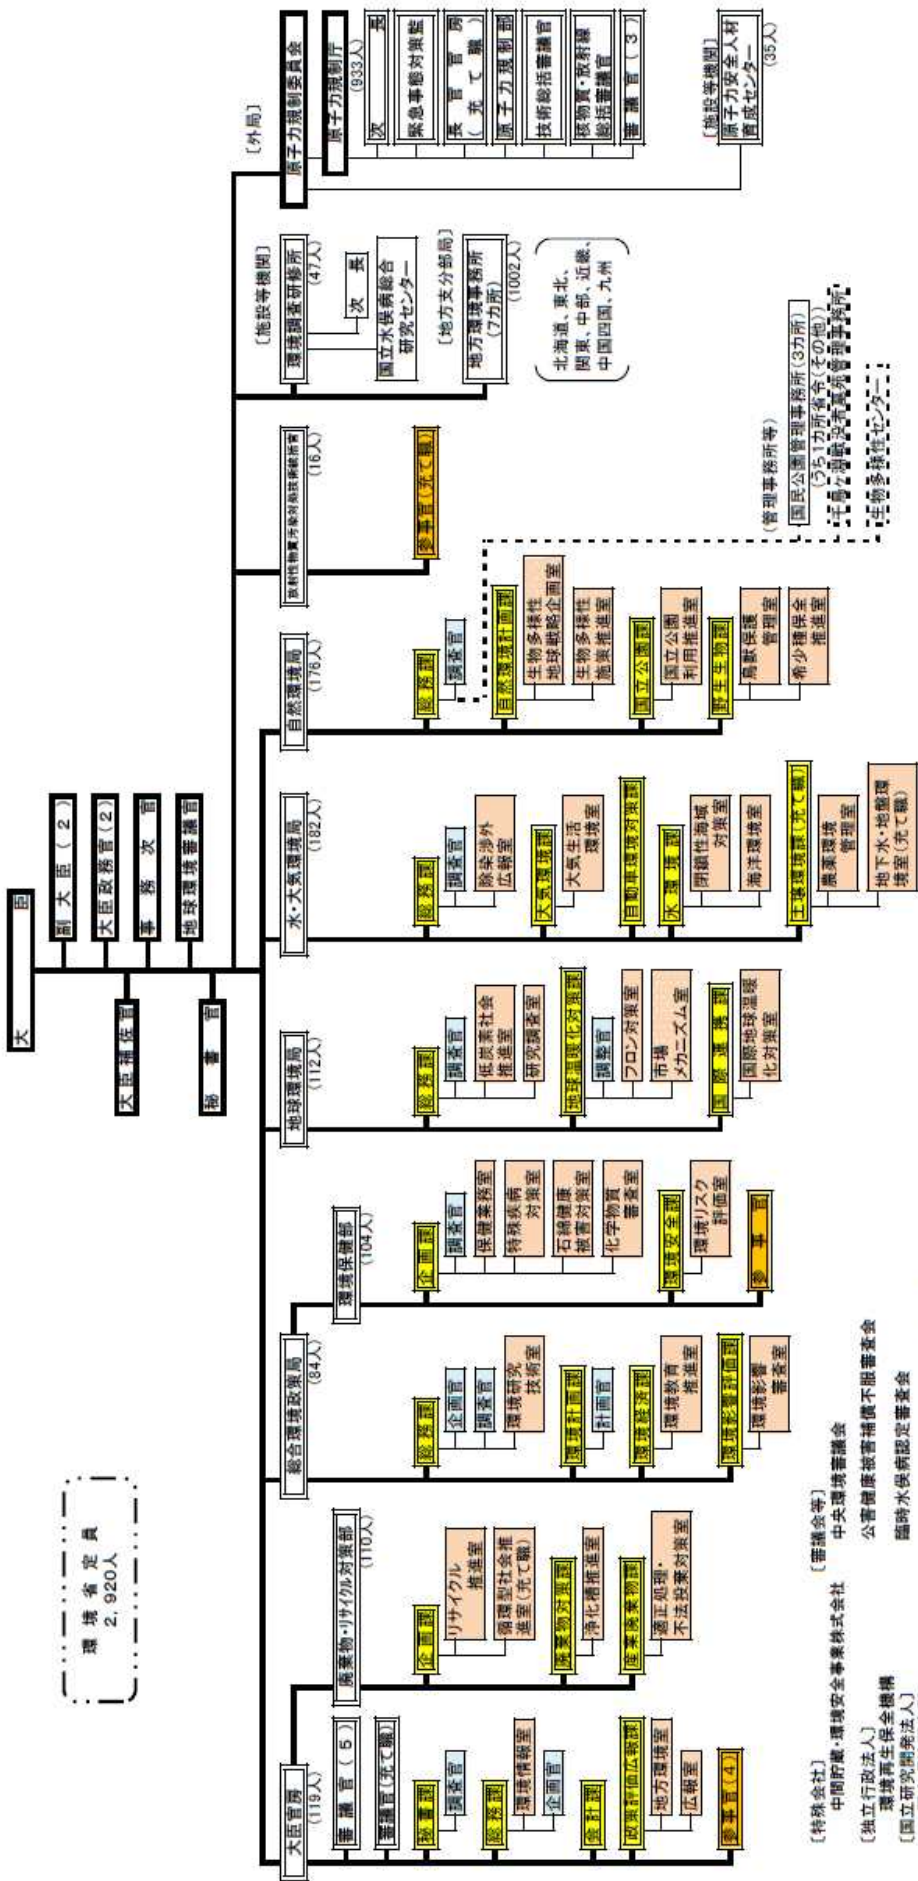 環境省定員
2,920人
大臣
副大臣(2)
大臣政務官(2)
事務次官
地球環境審議官
大臣補佐官
秘書官
大臣官房
(119人)
審議官(5)
審議官(充て職)
秘書課
調査官
総務課
環境情報室
企画官
会計課
政策評価広報課
地方環境室
広報室
参事官(4)
廃棄物・リサイクル対策部
(110人)
企画課
リサイクル
推進室
循環型社会推
進室(充て職)
廃棄物対策課
浄化槽推進室
産業廃棄物課
適正処理・
不法投棄対策室
総合環境政策局
(84人)
総務課
企画官
調査官
環境研究
技術室
環境計画課
計画官
環境経済課
環境教育
推進室
環境影響評価課
環境影響
審査室
環境保健部
(104人)
企画課
調査官
保健業務室
特殊疾病
対策室
石綿健康
被害対策室
化学物質
審査室
環境安全課
環境リスク
評価室
参事官
地球環境局
(112人)
総務課
調査官
低炭素社会
推進室
研究調査室
地球温暖化対策課
調整官
フロン対策室
市場
メカニズム室
国際連携課
国際地球温暖
化対策室
水・大気環境局
(182人)
総務課
調査官
除染渉外
広報室
大気環境課
大気生活
環境室
自動車環境対策課
水環境課
閉鎖性海域
対策室
海洋環境室
土壌環境課(充て職)
農薬環境
管理室
地下水・地盤環
境室(充て職)
自然環境局
(176人)
総務課
調査官
自然環境計画課
生物多様性
地球戦略企画室
生物多様性
施策推進室
国立公園課
国立公園
利用推進室
野生生物課
鳥獣保護
管理室
希少種保全
推進室
(管理事務所等)
国民公園管理事務所(3カ所)
(うち1カ所省令(その他))
千鳥ヶ淵戦没者墓苑管理事務所
生物多様性センター
放射性物質汚染対処技術統括官
(16人)
参事官(充て職)
〔施設等機関〕
環境調査研修所
(47人)
次長
国立水俣病総合
研究センター
〔地方支分部局〕
地方環境事務所
(7カ所)
(1002人)
北海道、東北、
関東、中部、近畿、
中国四国、九州
〔外局〕
原子力規制委員会
原子力規制庁
(933人)
次長
緊急事態対策監
長官官房
(充て職)
原子力規制部
技術総括審議官
核物質・放射線
総括審議官
審議官(3)
〔施設等機関〕
原子力安全人材
育成センター
(35人)
〔特殊会社〕
中間貯蔵・環境安全事業株式会社
〔独立行政法人〕
環境再生保全機構
〔国立研究開発法人〕
〔審議会等〕
中央環境審議会
公害健康被害補償不服審査会
臨時水俣病認定審査会